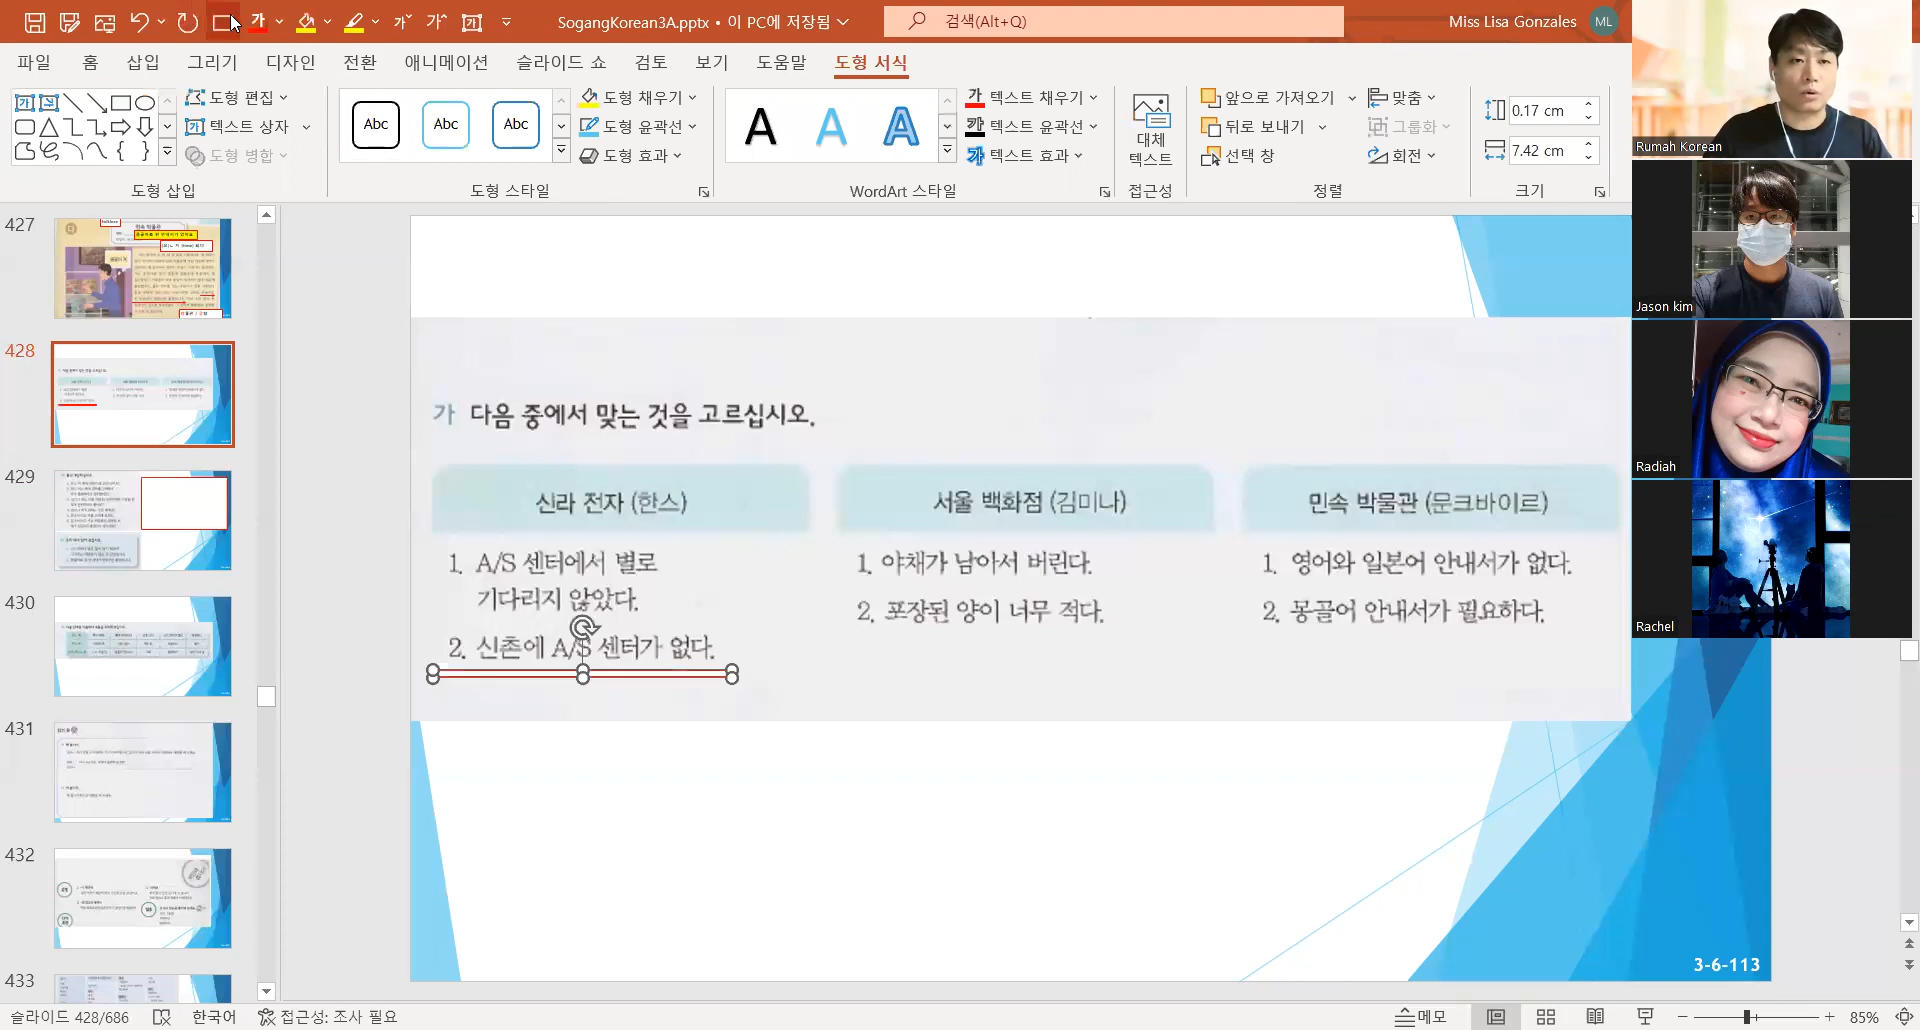 SogangKorean3A.pptx • 이 PC에 저장됨
검색(Alt+Q)
Miss Lisa Gonzales
ML
가
가
가
가
파일
홈
삽입
그리기
디자인
전환
애니메이션
슬라이드 쇼
검토
보기
도움말
도형 서식
도형 편집
텍스트 상자
도형 병합
도형 삽입
Abc
Abc
Abc
도형 채우기
도형 윤곽선
도형 효과
도형 스타일
A
A
A
텍스트 채우기
텍스트 윤곽선
텍스트 효과
WordArt 스타일
대체
텍스트
접근성
앞으로 가져오기
뒤로 보내기
선택 창
맞춤
그룹화
회전
정렬
0.17 cm
7.42 cm
크기
Rumah Korean
Jason kim
Radiah
Rachel
427
428
429
430
431
432
433
민속 박물관
가 다음 중에서 맞는 것을 고르십시오.
신라 전자 (한스)
1. A/S 센터에서 별로
기다리지 않았다.
2. 신촌에 A/S 센터가 없다.
서울 백화점 (김미나)
1. 야채가 남아서 버린다.
2. 포장된 양이 너무 적다.
민속 박물관 (문크바이르)
1. 영어와 일본어 안내서가 없다.
2. 몽골어 안내서가 필요하다.
3-6-113
슬라이드 428/686
한국어
접근성: 조사 필요
메모
85%